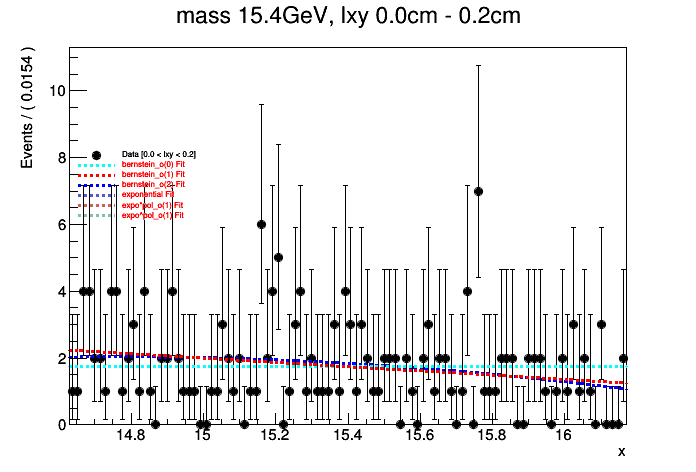 mass 15.4GeV, lxy 0.0cm - 0.2cm
Events / ( 0.0154 )
10
8
6
4
2
0
Data [0.0 < lxy < 0.2]
bernstein_o(0) Fit
bernstein_o(1) Fit
bernstein_o(2) Fit
exponential Fit
expo*pol_o(1) Fit
expo^pol_o(1) Fit
14.8 15 15.2 15.4 15.6 15.8 16
x